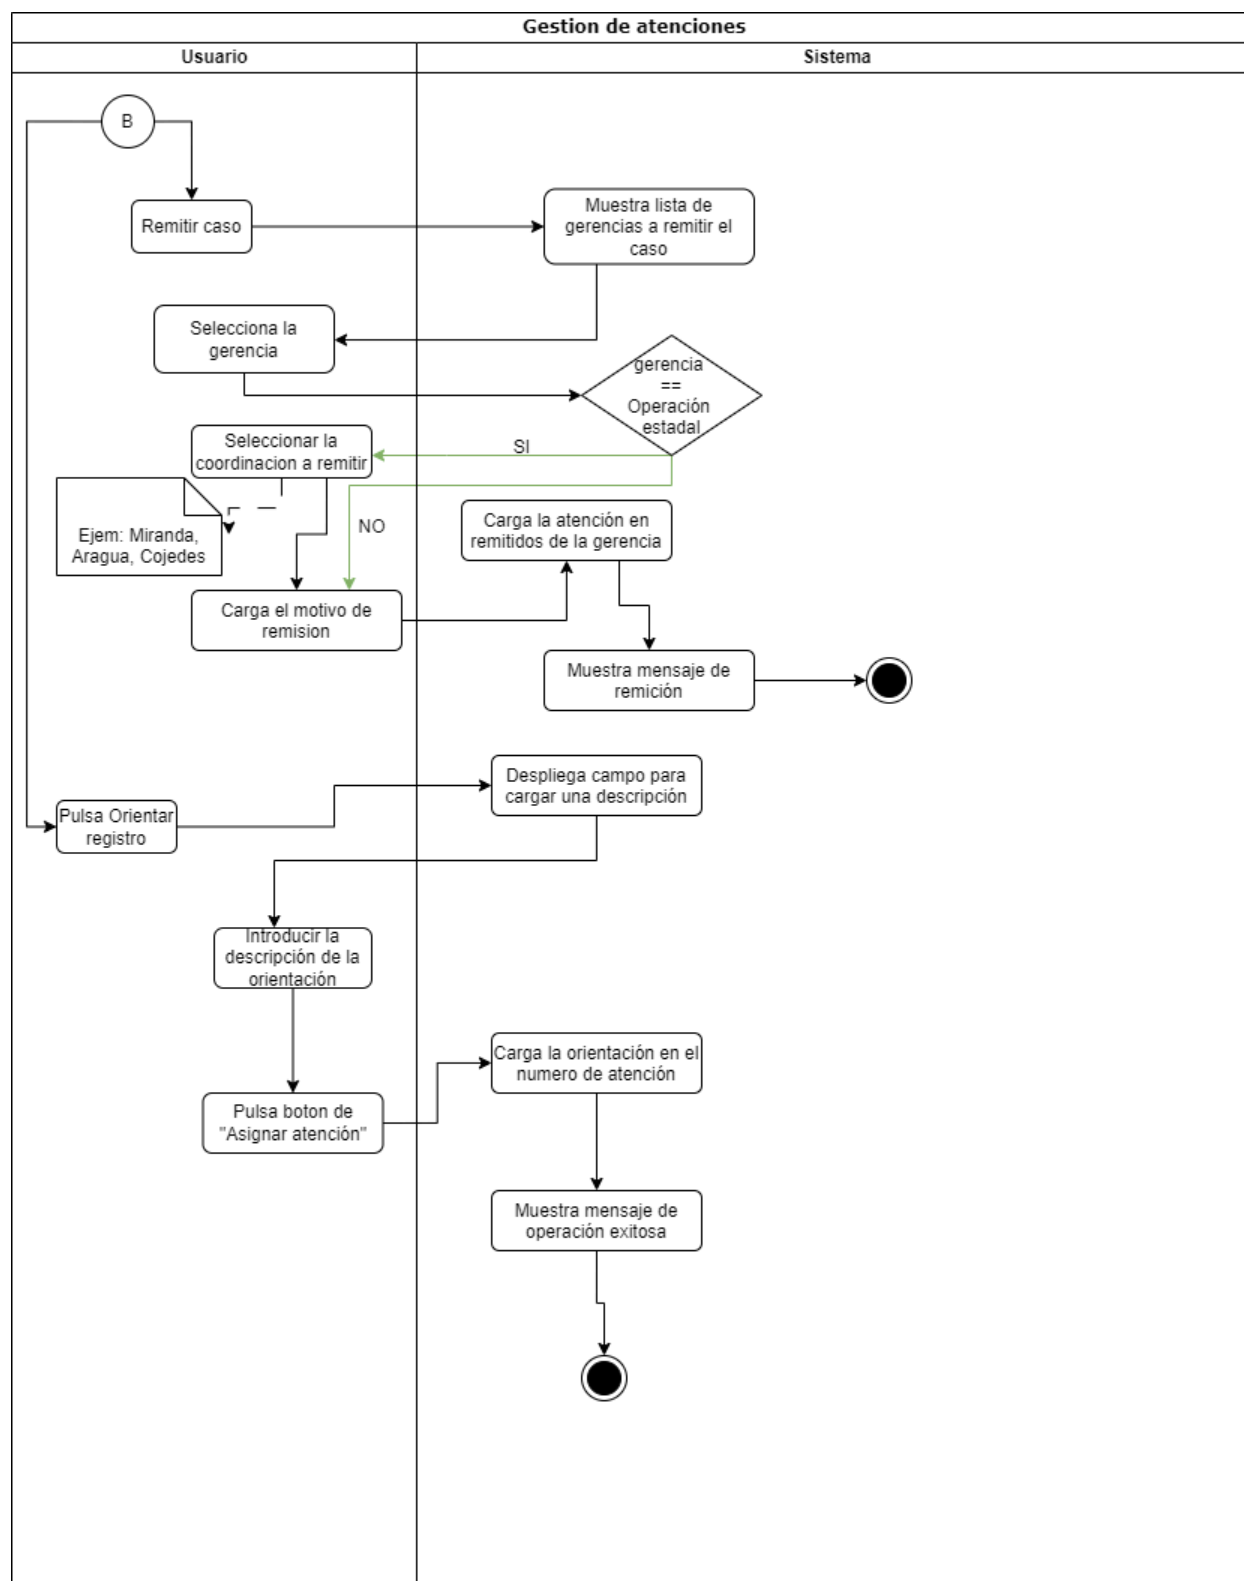 Gestion de atenciones
Usuario
Sistema
B
Remitir caso
Muestra lista de
gerencias a remitir el
caso
Selecciona la
gerencia
gerencia
==
Operación
estadal
Seleccionar la
coordinacion a remitir
SI
Ejem: Miranda,
Aragua, Cojedes
NO
Carga la atención en
remitidos de la gerencia
Carga el motivo de
remision
Muestra mensaje de
remición
Despliega campo para
cargar una descripción
Pulsa Orientar
registro
Introducir la
descripción de la
orientación
Carga la orientación en el
numero de atención
Pulsa boton de
"Asignar atención"
Muestra mensaje de
operación exitosa